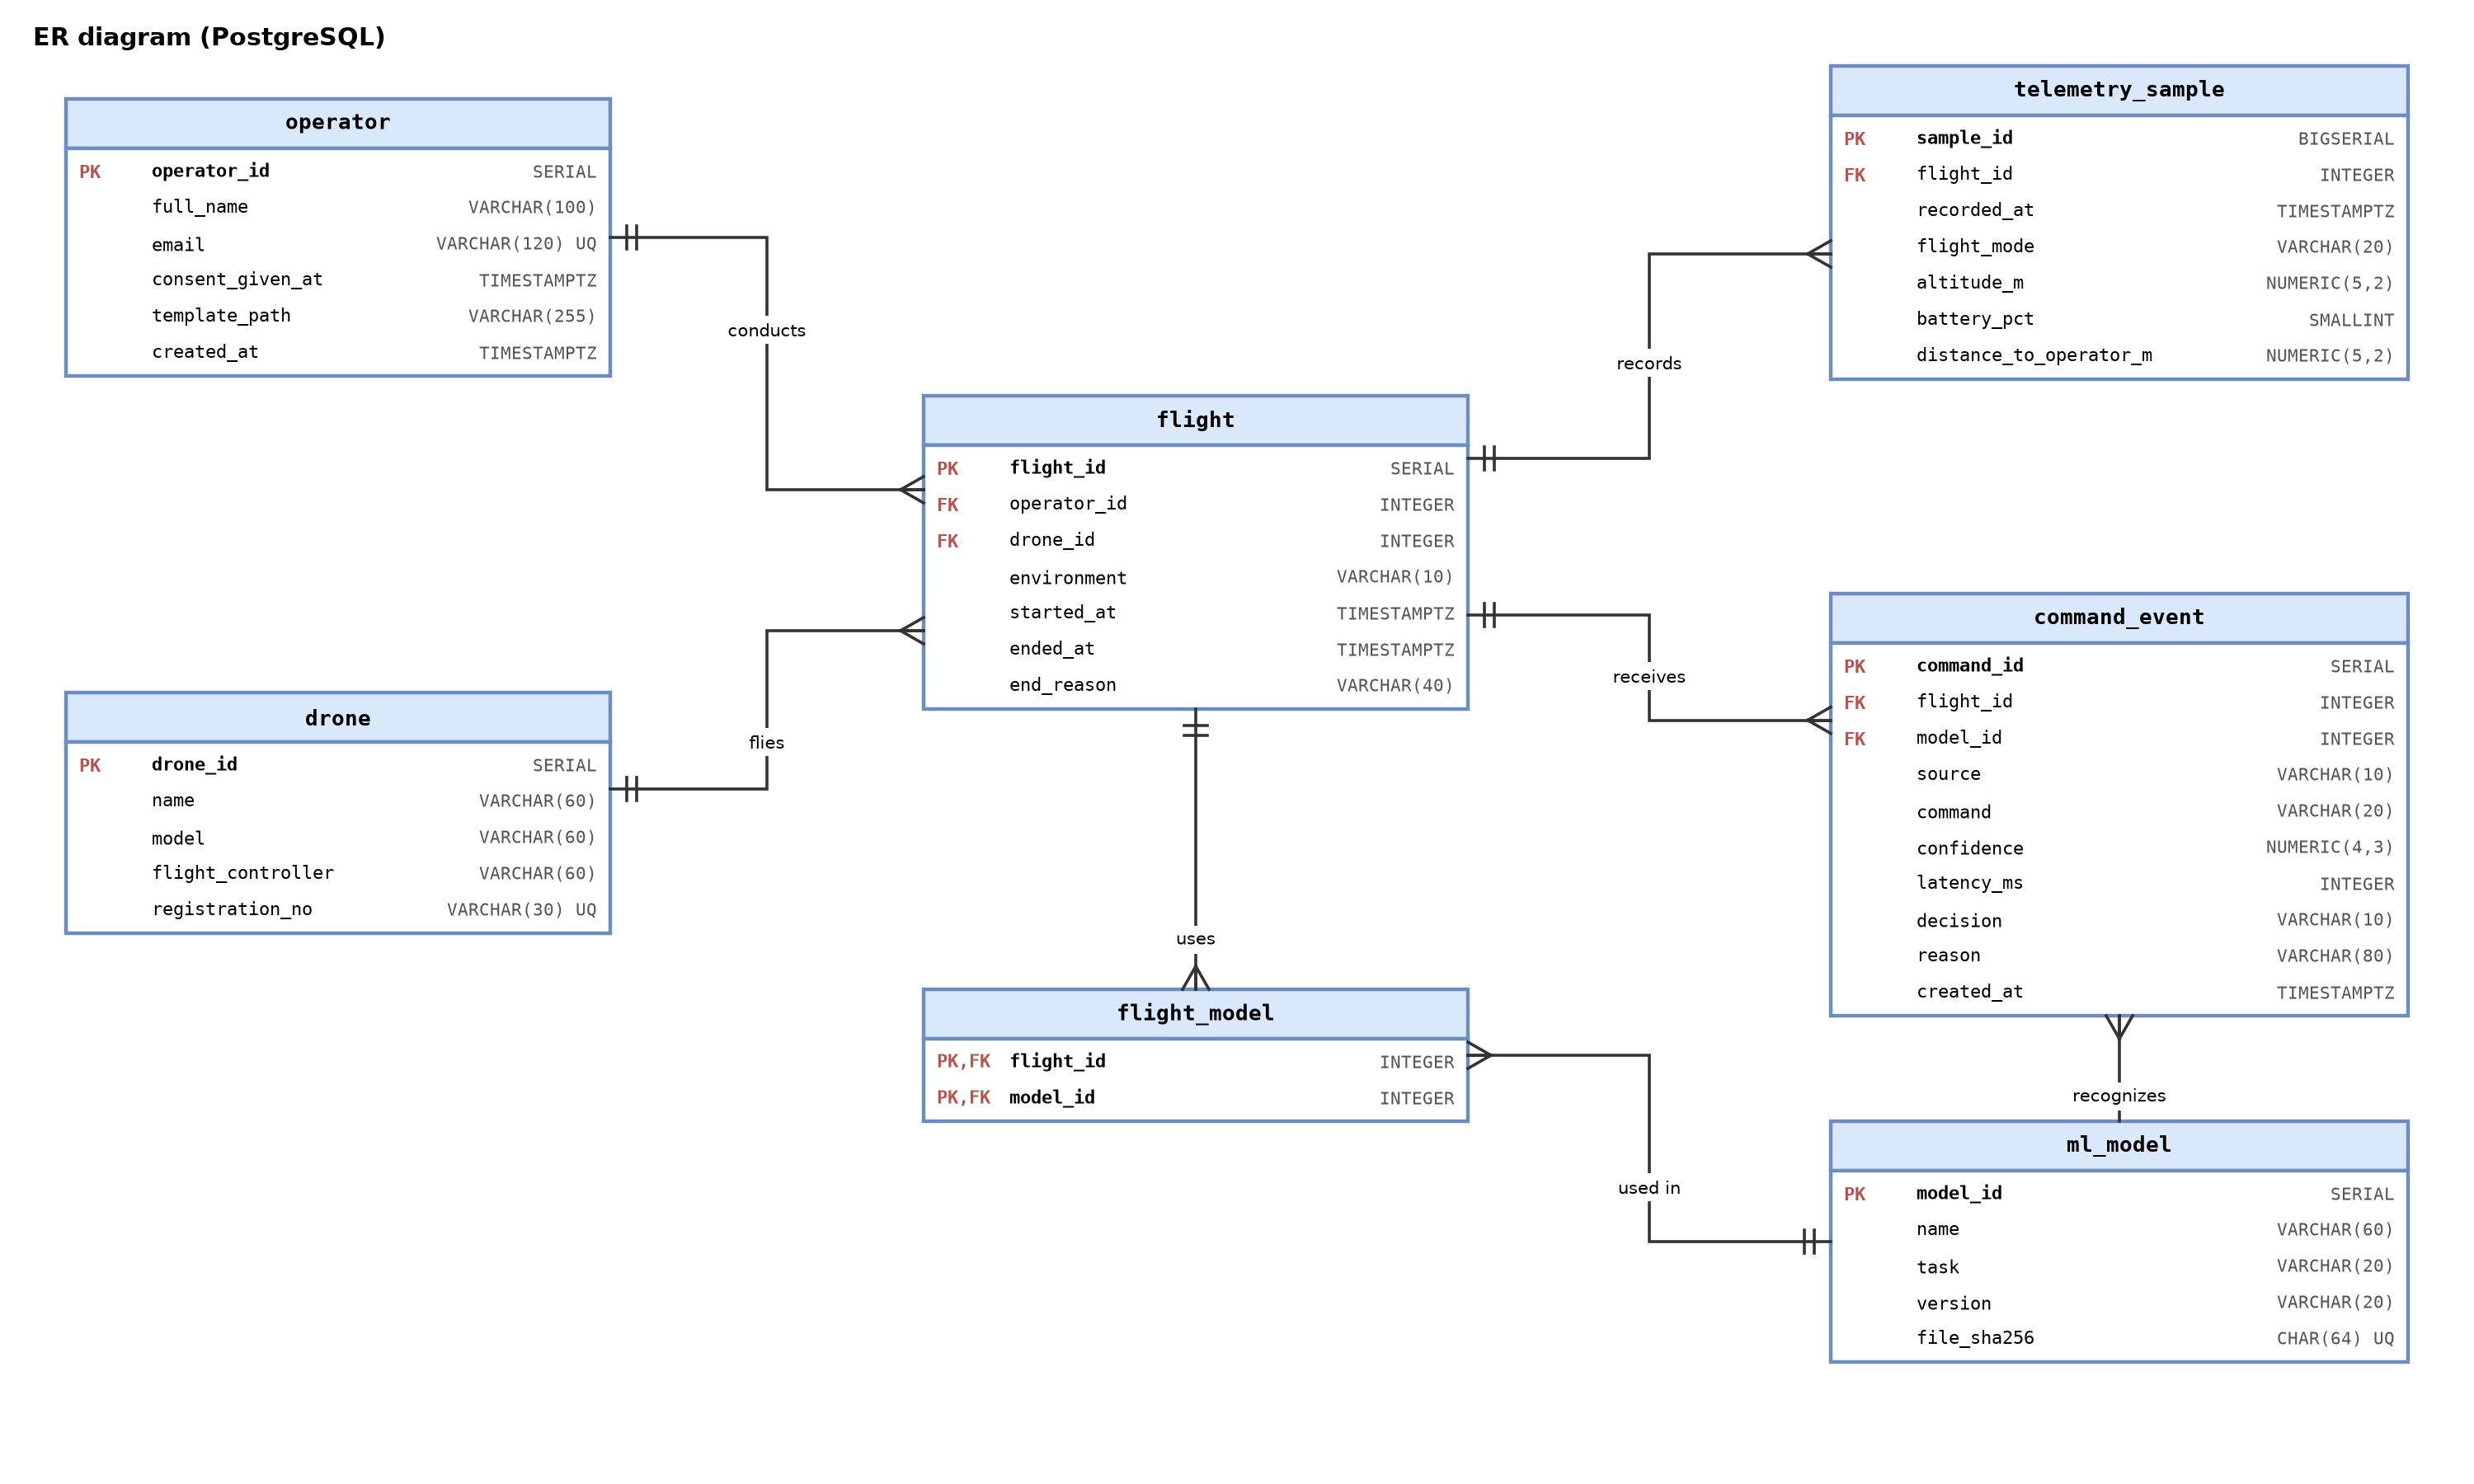 ER diagram (PostgreSQL)
operator
PK operator_id SERIAL
full_name VARCHAR(100)
email VARCHAR(120) UQ
consent_given_at TIMESTAMPTZ
template_path VARCHAR(255)
created_at TIMESTAMPTZ
conducts
drone
PK drone_id SERIAL
name VARCHAR(60)
model VARCHAR(60)
flight_controller VARCHAR(60)
registration_no VARCHAR(30) UQ
flies
flight
PK flight_id SERIAL
FK operator_id INTEGER
FK drone_id INTEGER
environment VARCHAR(10)
started_at TIMESTAMPTZ
ended_at TIMESTAMPTZ
end_reason VARCHAR(40)
uses
flight_model
PK,FK flight_id INTEGER
PK,FK model_id INTEGER
records
telemetry_sample
PK sample_id BIGSERIAL
FK flight_id INTEGER
recorded_at TIMESTAMPTZ
flight_mode VARCHAR(20)
altitude_m NUMERIC(5,2)
battery_pct SMALLINT
distance_to_operator_m NUMERIC(5,2)
receives
command_event
PK command_id SERIAL
FK flight_id INTEGER
FK model_id INTEGER
source VARCHAR(10)
command VARCHAR(20)
confidence NUMERIC(4,3)
latency_ms INTEGER
decision VARCHAR(10)
reason VARCHAR(80)
created_at TIMESTAMPTZ
recognizes
used in
ml_model
PK model_id SERIAL
name VARCHAR(60)
task VARCHAR(20)
version VARCHAR(20)
file_sha256 CHAR(64) UQ